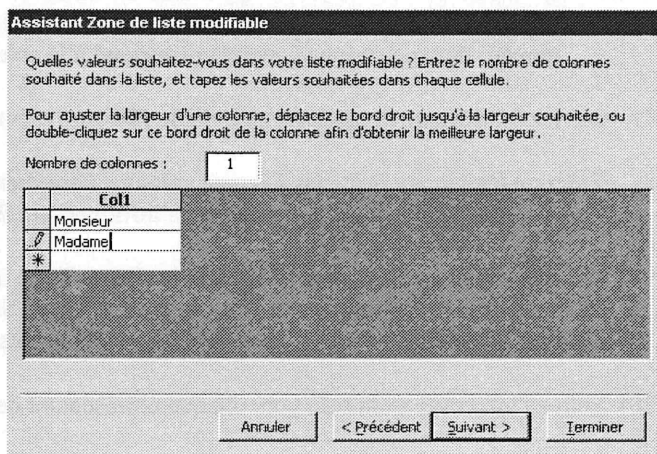 Assistant Zone de liste modifiable
Quelles valeurs souhaitez-vous dans votre liste modifiable ? Entrez le nombre de colonnes
souhaité dans la liste, et tapez les valeurs souhaitées dans chaque cellule.
Pour ajuster la largeur d'une colonne, déplacez le bord droit jusqu'à la largeur souhaitée, ou
double-cliquez sur ce bord droit de la colonne afin d'obtenir la meilleure largeur.
Nombre de colonnes : 1
Col1
Monsieur
Madame
Annuler < Précédent Suivant > Terminer